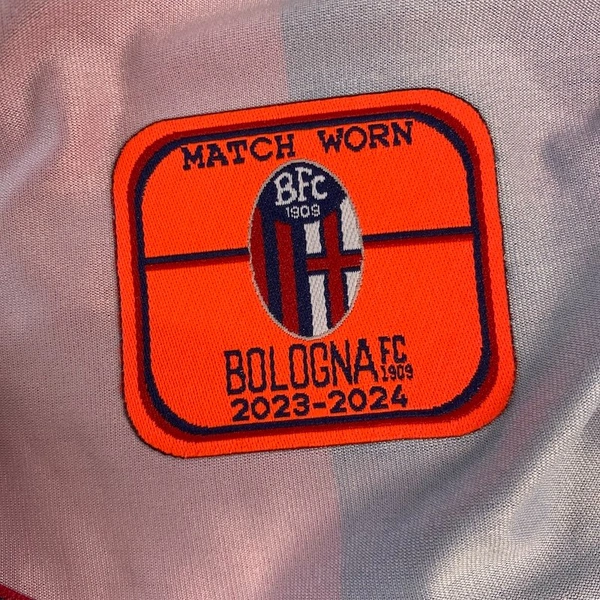 MATCH WORN
BFC
1909
BOLOGNA FC
1909
2023-2024